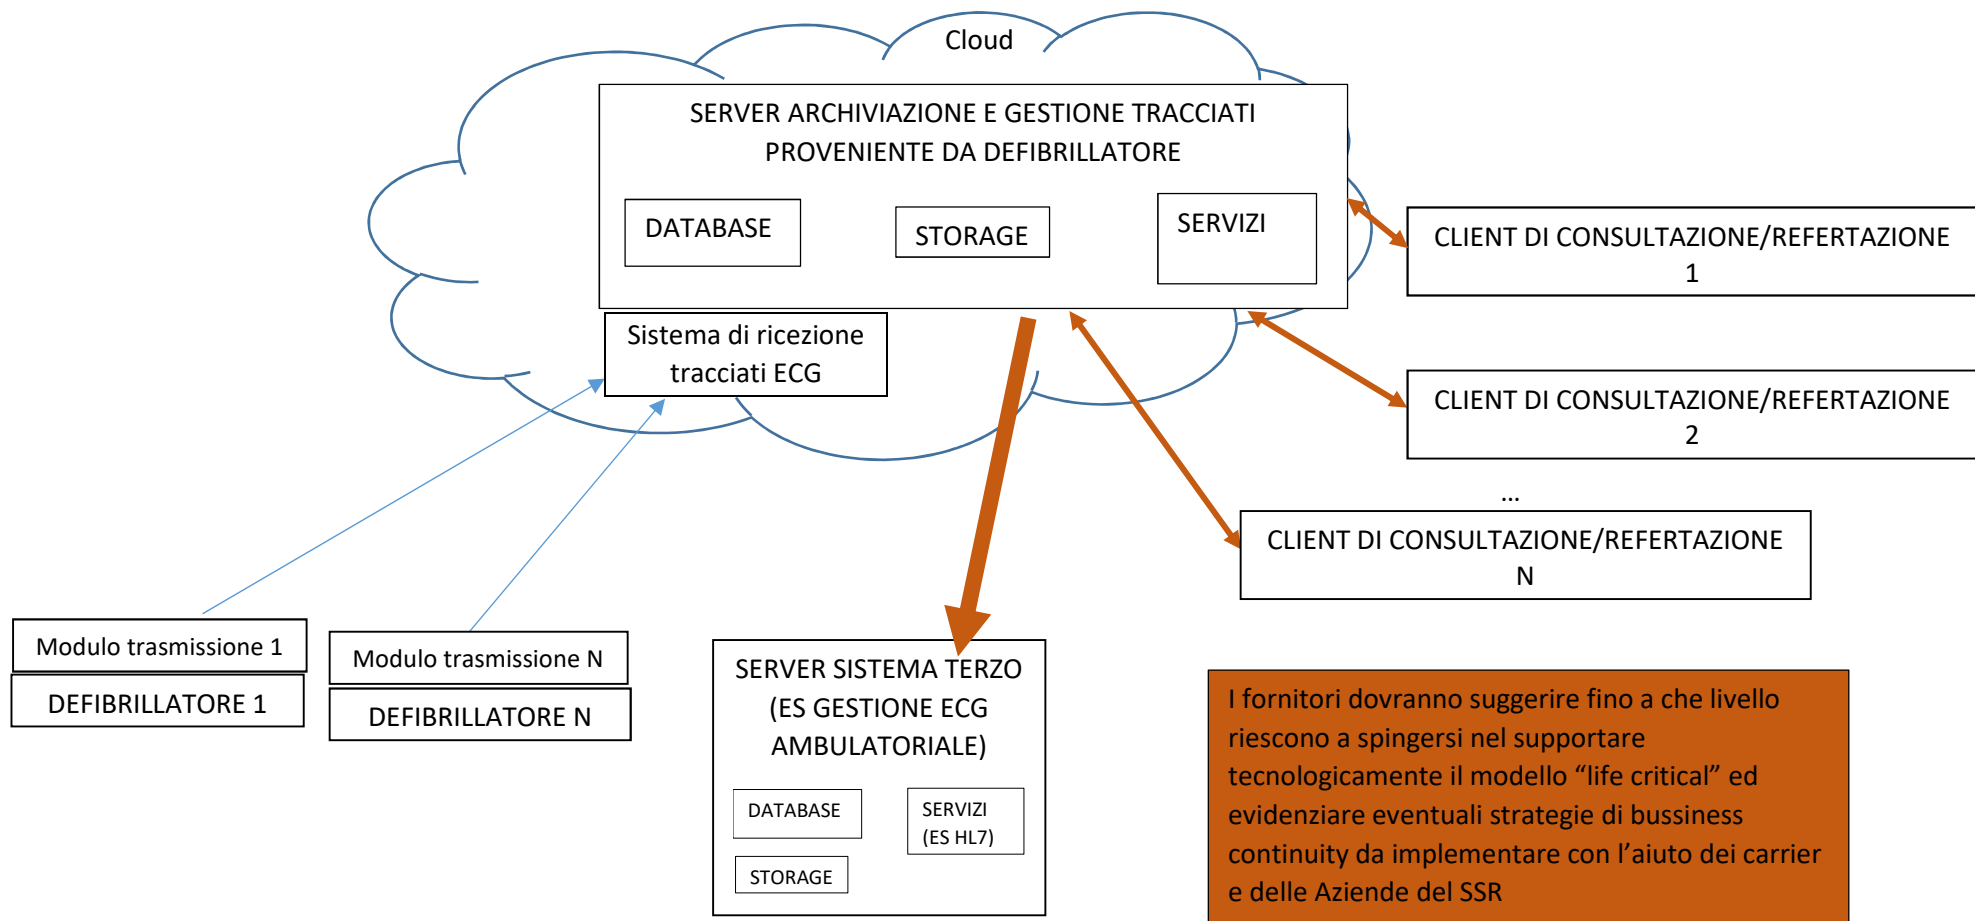 Cloud
SERVER ARCHIVIAZIONE E GESTIONE TRACCIATI
PROVENIENTE DA DEFIBRILLATORE
DATABASE
STORAGE
SERVIZI
CLIENT DI CONSULTAZIONE/REFERTAZIONE
1
Sistema di ricezione
tracciati ECG
CLIENT DI CONSULTAZIONE/REFERTAZIONE
2
...
CLIENT DI CONSULTAZIONE/REFERTAZIONE
N
Modulo trasmissione 1
DEFIBRILLATORE 1
Modulo trasmissione N
DEFIBRILLATORE N
SERVER SISTEMA TERZO
(ES GESTIONE ECG
AMBULATORIALE)
DATABASE
SERVIZI
(ES HL7)
STORAGE
I fornitori dovranno suggerire fino a che livello
riescono a spingersi nel supportare
tecnologicamente il modello “life critical” ed
evidenziare eventuali strategie di bussiness
continuity da implementare con l’aiuto dei carrier
e delle Aziende del SSR